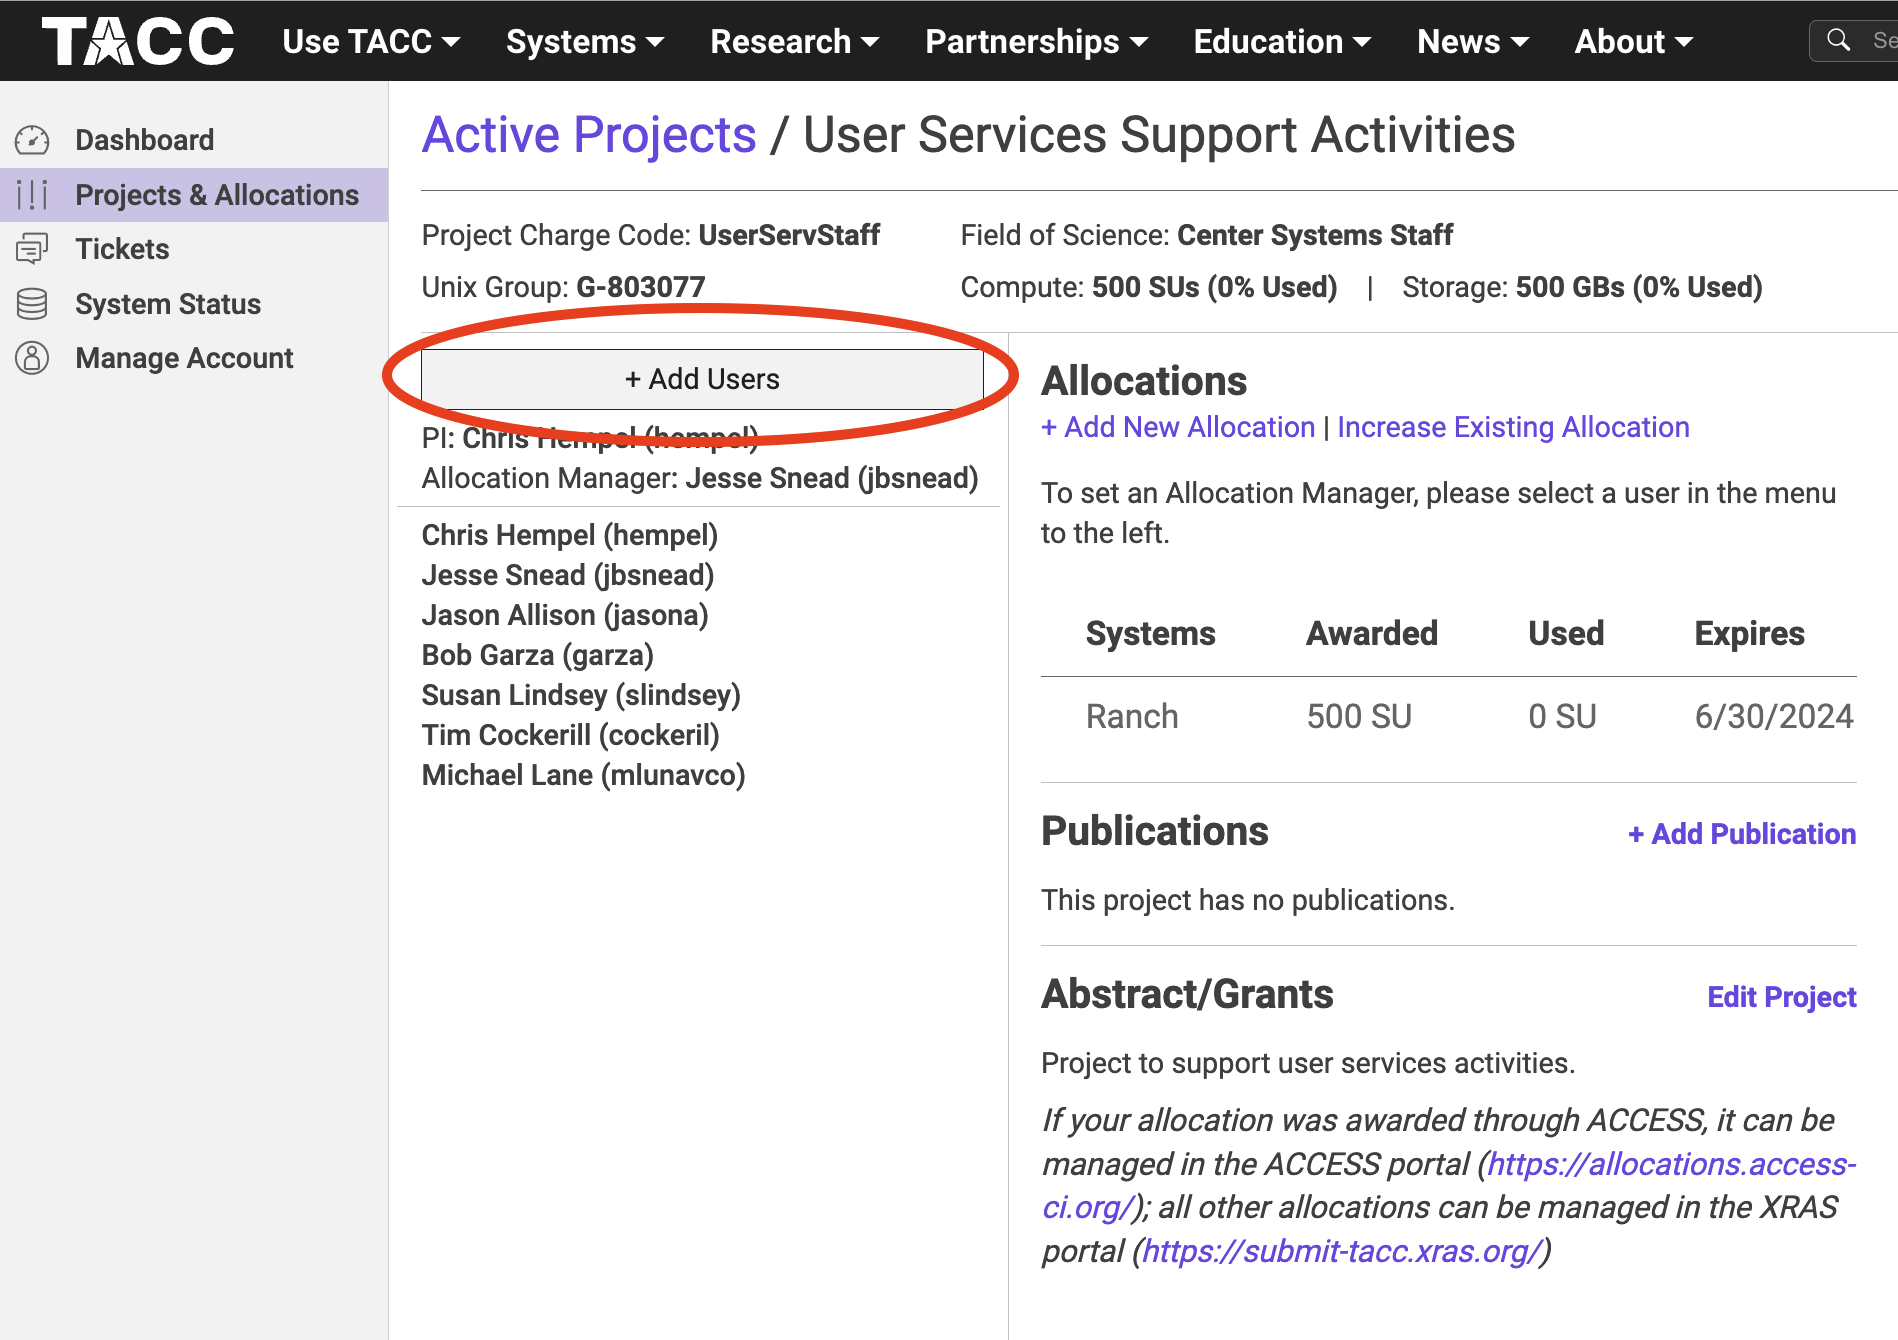 TACC Use TACC Systems Research Partnerships Education News About Se
Dashboard
Projects & Allocations
Tickets
System Status
Manage Account
Active Projects / User Services Support Activities
Project Charge Code: UserServStaff
Field of Science: Center Systems Staff
Unix Group: G-803077
Compute: 500 SUs (0% Used) | Storage: 500 GBs (0% Used)
+ Add Users
PI: Chris Hempel (hempel)
Allocation Manager: Jesse Snead (jbsnead)
Chris Hempel (hempel)
Jesse Snead (jbsnead)
Jason Allison (jasona)
Bob Garza (garza)
Susan Lindsey (slindsey)
Tim Cockerill (cockeril)
Michael Lane (mlunavco)
Allocations
+ Add New Allocation | Increase Existing Allocation
To set an Allocation Manager, please select a user in the menu
to the left.
Systems Awarded Used Expires
Ranch 500 SU 0 SU 6/30/2024
Publications
+ Add Publication
This project has no publications.
Abstract/Grants
Edit Project
Project to support user services activities.
If your allocation was awarded through ACCESS, it can be
managed in the ACCESS portal (https://allocations.access-
ci.org/); all other allocations can be managed in the XRAS
portal (https://submit-tacc.xras.org/)